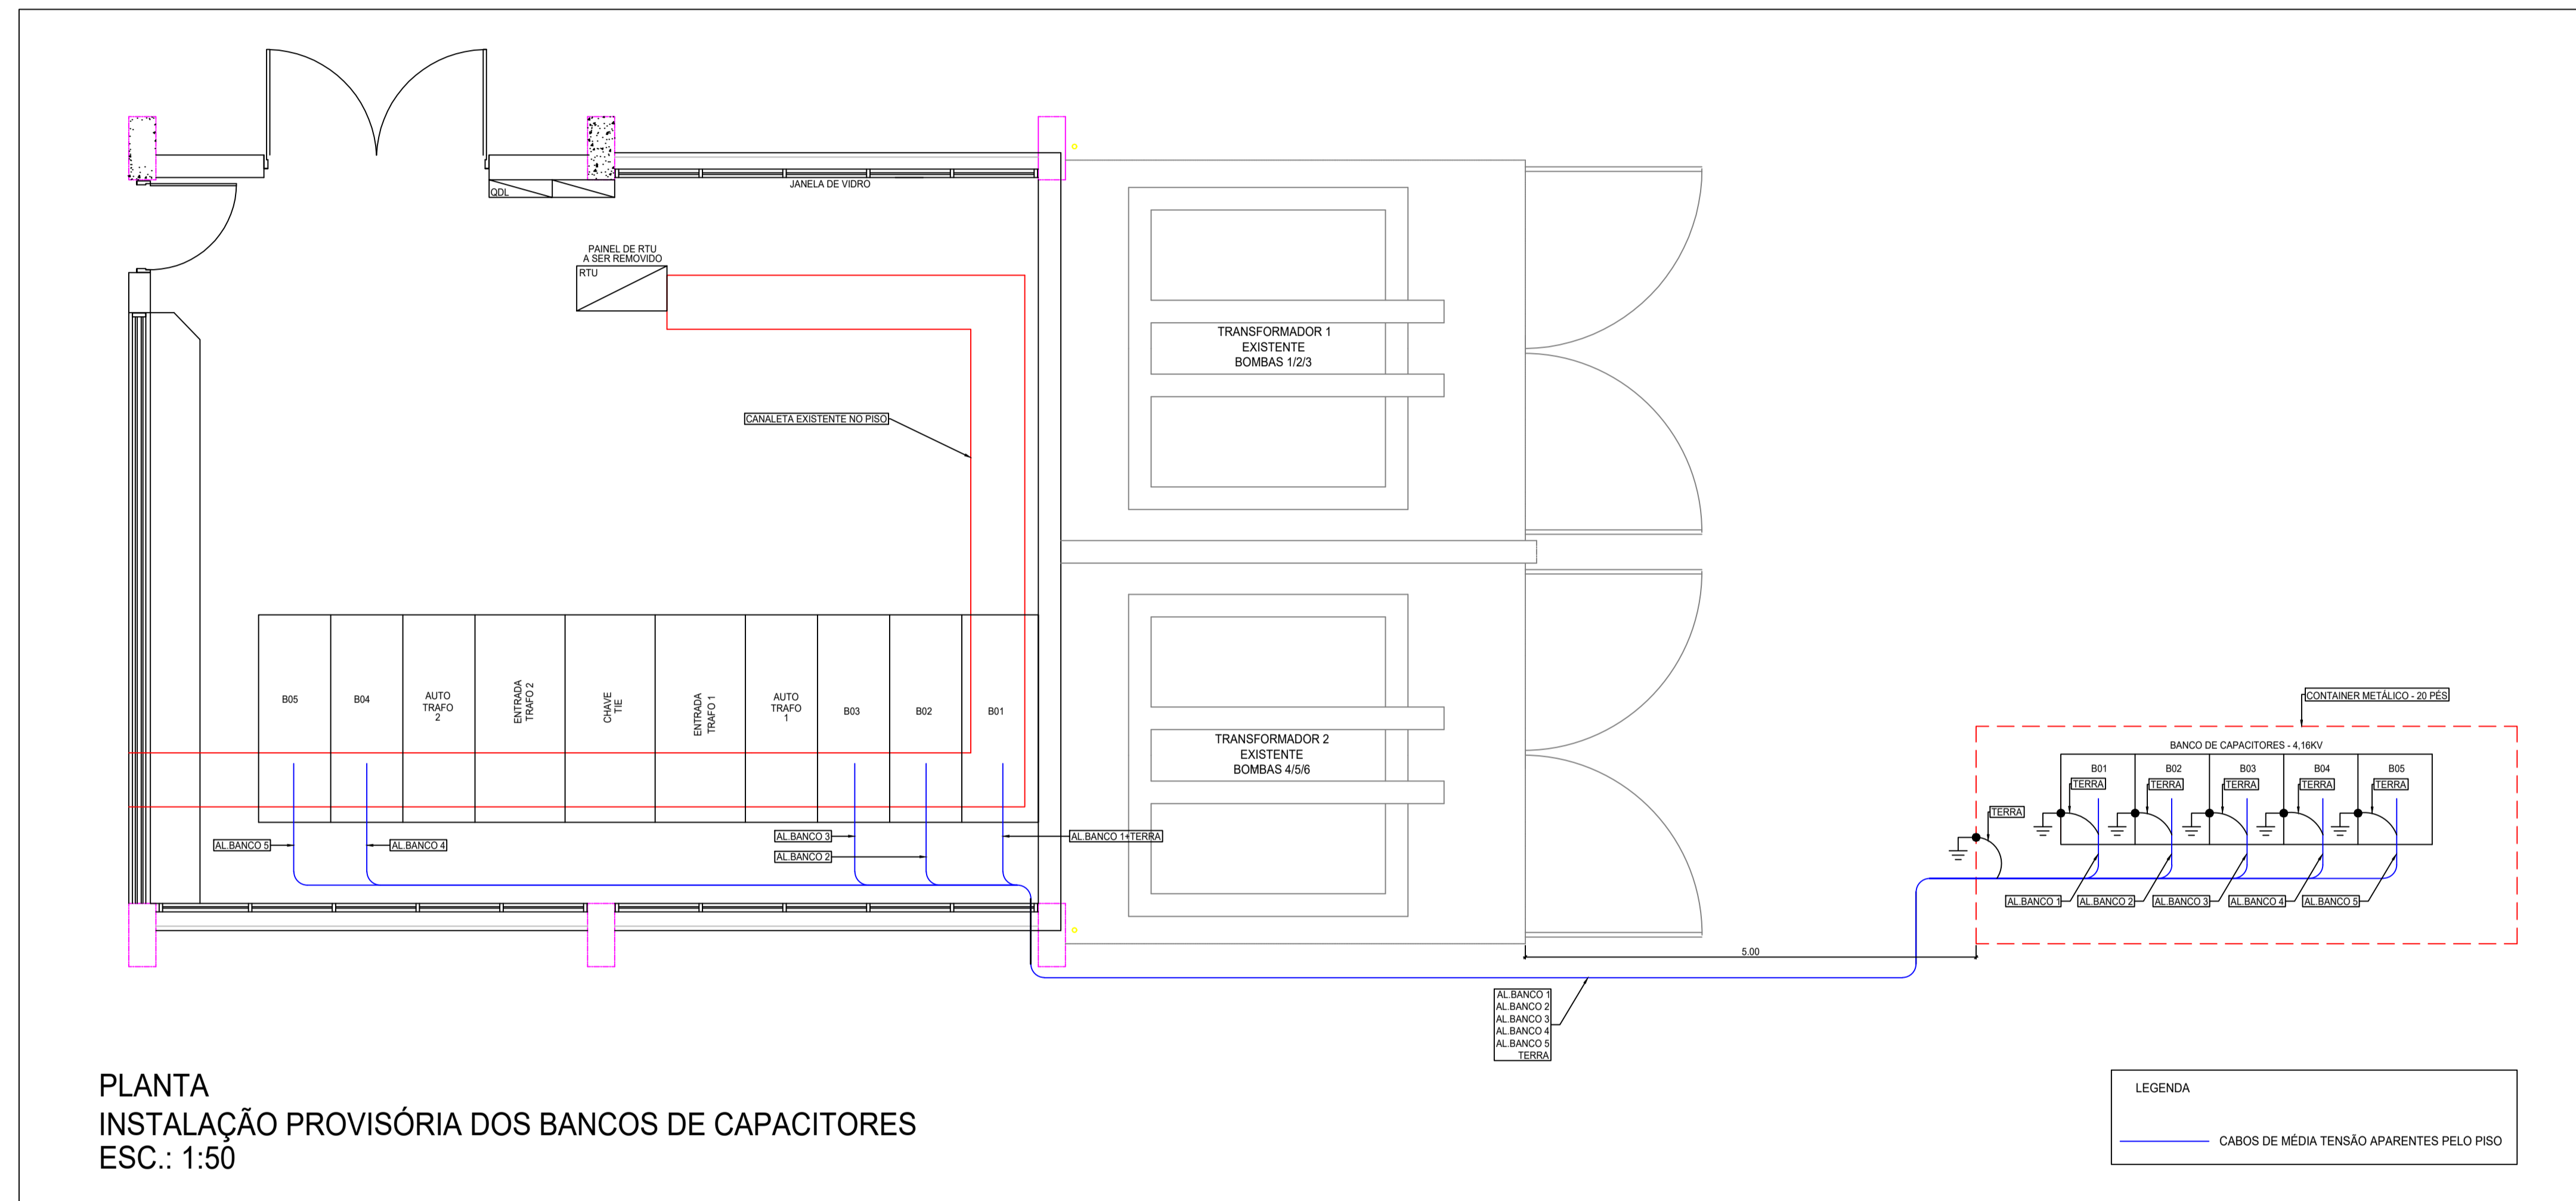 JANELA DE VIDRO
QDL
PAINEL DE RTU
A SER REMOVIDO
RTU
CANALETA EXISTENTE NO PISO
TRANSFORMADOR 1
EXISTENTE
BOMBAS 1/2/3
TRANSFORMADOR 2
EXISTENTE
BOMBAS 4/5/6
B05
B04
AUTO
TRAFO
2
ENTRADA
TRAFO 2
CHAVE
TIE
ENTRADA
TRAFO 1
AUTO
TRAFO
1
B03
B02
B01
AL.BANCO 5
AL.BANCO 4
AL.BANCO 3
AL.BANCO 2
AL.BANCO 1+TERRA
CONTAINER METÁLICO - 20 PÉS
BANCO DE CAPACITORES - 4,16KV
B01
B02
B03
B04
B05
TERRA
TERRA
TERRA
TERRA
TERRA
TERRA
AL.BANCO 1
AL.BANCO 2
AL.BANCO 3
AL.BANCO 4
AL.BANCO 5
5.00
AL.BANCO 1
AL.BANCO 2
AL.BANCO 3
AL.BANCO 4
AL.BANCO 5
TERRA
PLANTA
INSTALAÇÃO PROVISÓRIA DOS BANCOS DE CAPACITORES
ESC.: 1:50
LEGENDA
CABOS DE MÉDIA TENSÃO APARENTES PELO PISO